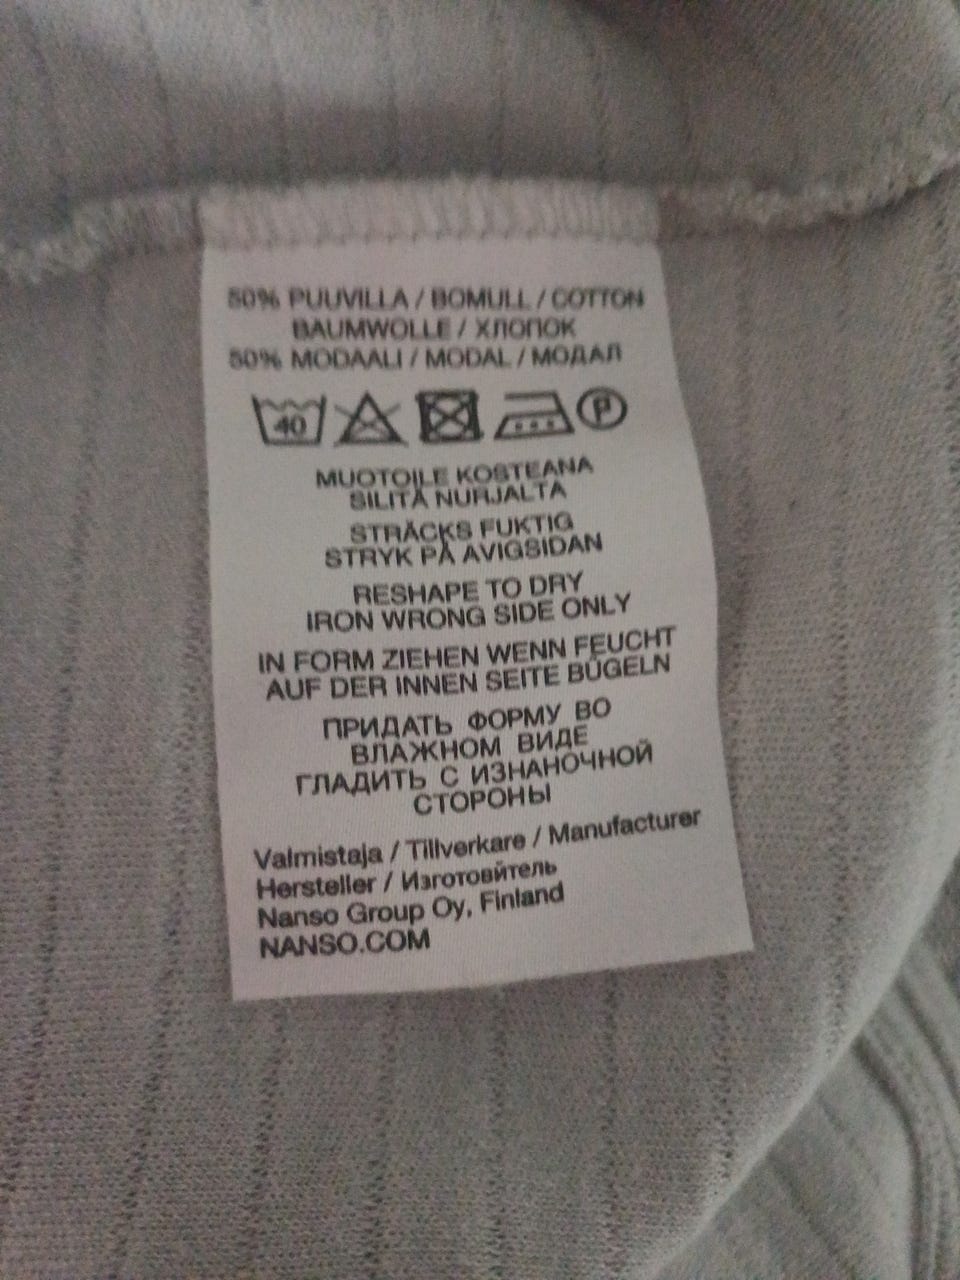 50% PUUVILLA / BOMULL / COTTON
BAUMWOLLE / ХЛОПОК
50% MODAALI / MODAL / МОДАЛ
40 P
MUOTOILE KOSTEANA
SILITÄ NURJALTA
STRÄCKS FUKTIG
STRYK PÅ AVIGSIDAN
RESHAPE TO DRY
IRON WRONG SIDE ONLY
IN FORM ZIEHEN WENN FEUCHT
AUF DER INNEN SEITE BÜGELN
ПРИДАТЬ ФОРМУ ВО
ВЛАЖНОМ ВИДЕ
ГЛАДИТЬ С ИЗНАНОЧНОЙ
СТОРОНЫ
Valmistaja / Tillverkare / Manufacturer
Hersteller / Изготовйтель
Nanso Group Oy, Finland
NANSO.COM